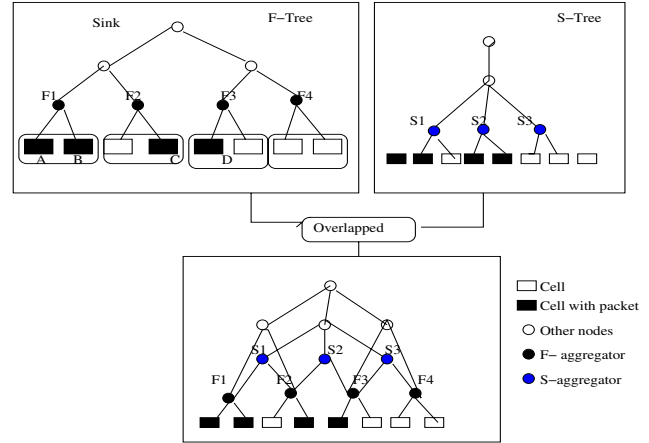 Sink
F-Tree
F1
F2
F3
F4
A
B
C
D
S-Tree
S1
S2
S3
Overlapped
S1
S2
S3
F1
F2
F3
F4
Cell
Cell with packet
Other nodes
F- aggregator
S-aggregator